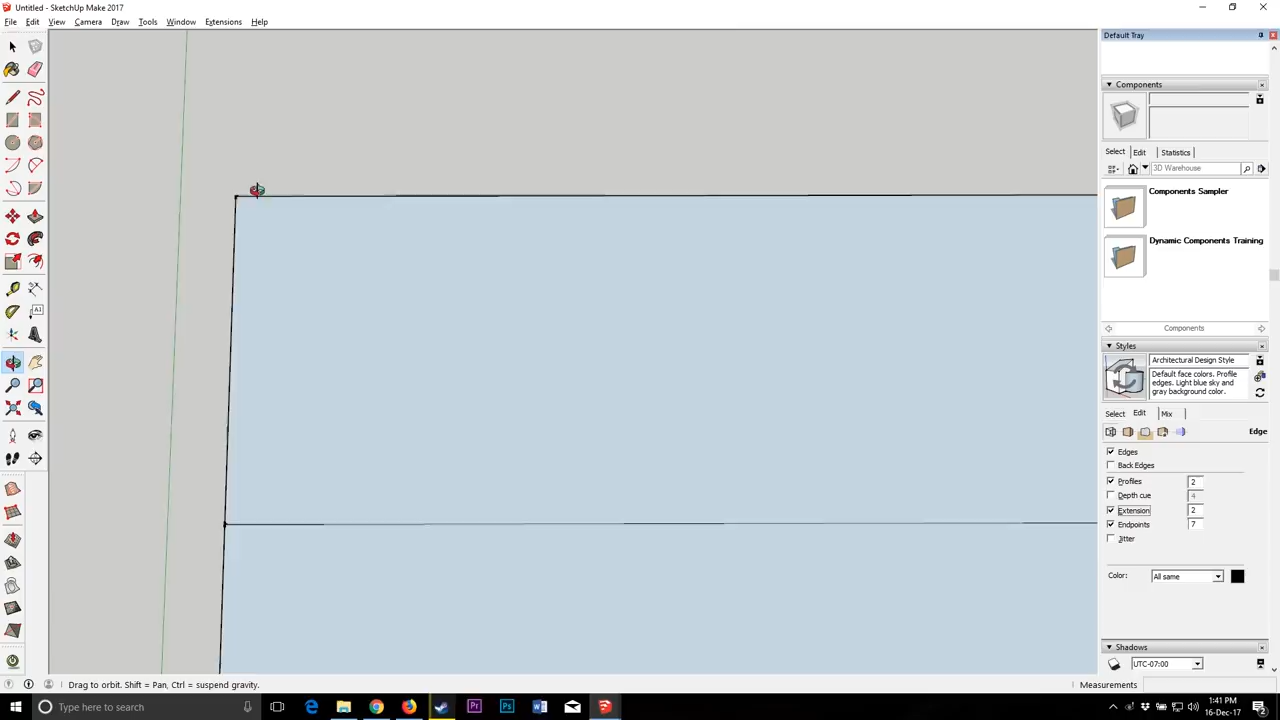 Untitled - SketchUp Make 2017
File Edit View Camera Draw Tools Window Extensions Help
Default Tray
Components
Select Edit Statistics
3D Warehouse
Components Sampler
Dynamic Components Training
Components
Styles
Architectural Design Style
Default face colors. Profile
edges. Light blue sky and
gray background color.
Select Edit Mix
Edge
Edges
Back Edges
Profiles 2
Depth cue 4
Extension 2
Endpoints 7
Jitter
Color: All same
Shadows
UTC-07:00
Drag to orbit. Shift = Pan, Ctrl = suspend gravity.
Measurements
Type here to search
1:41 PM
16-Dec-17